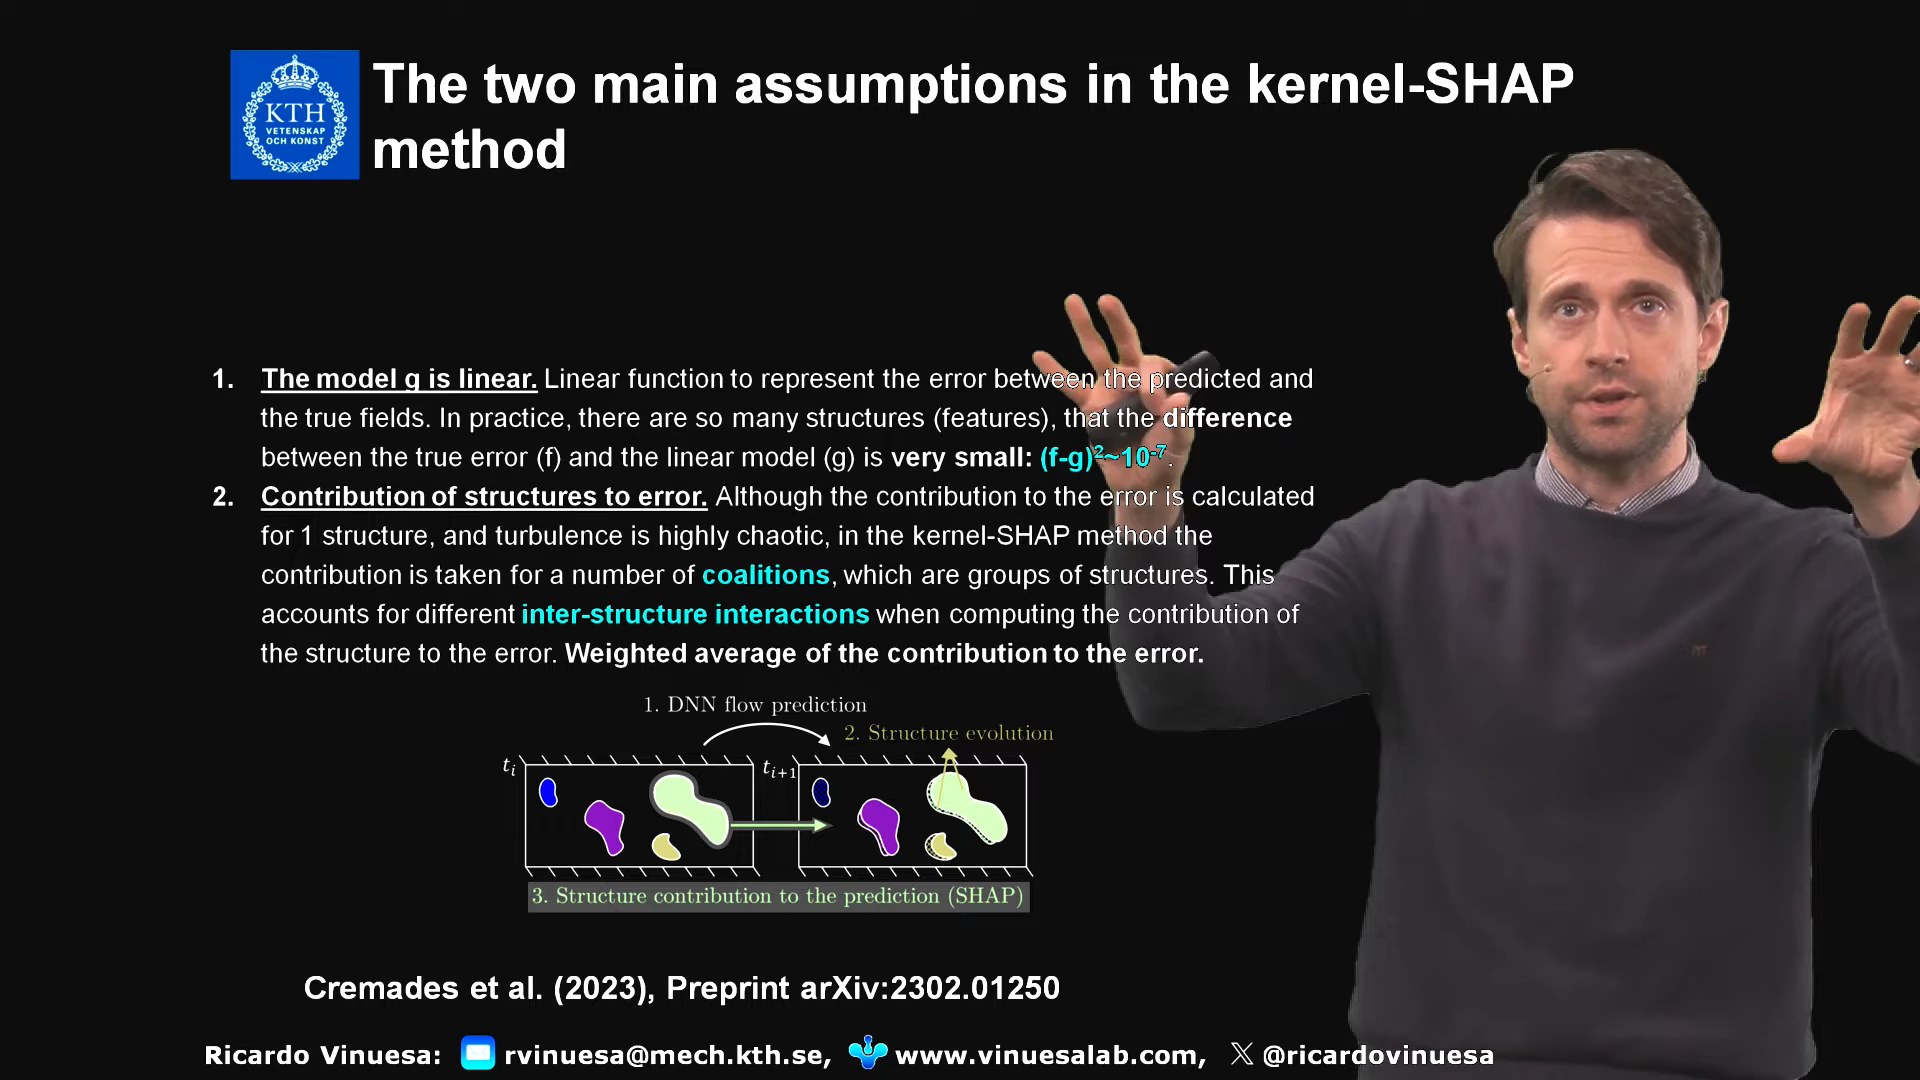 The two main assumptions in the kernel-SHAP
method
KTH
VETENSKAP
OCH KONST
1. The model g is linear. Linear function to represent the error between the predicted and
the true fields. In practice, there are so many structures (features), that the difference
between the true error (f) and the linear model (g) is very small: (f-g)²~10⁻⁷.
2. Contribution of structures to error. Although the contribution to the error is calculated
for 1 structure, and turbulence is highly chaotic, in the kernel-SHAP method the
contribution is taken for a number of coalitions, which are groups of structures. This
accounts for different inter-structure interactions when computing the contribution of
the structure to the error. Weighted average of the contribution to the error.
1. DNN flow prediction
2. Structure evolution
tᵢ
tᵢ₊₁
3. Structure contribution to the prediction (SHAP)
Cremades et al. (2023), Preprint arXiv:2302.01250
Ricardo Vinuesa: rvinuesa@mech.kth.se, www.vinuesalab.com, X @ricardovinuesa